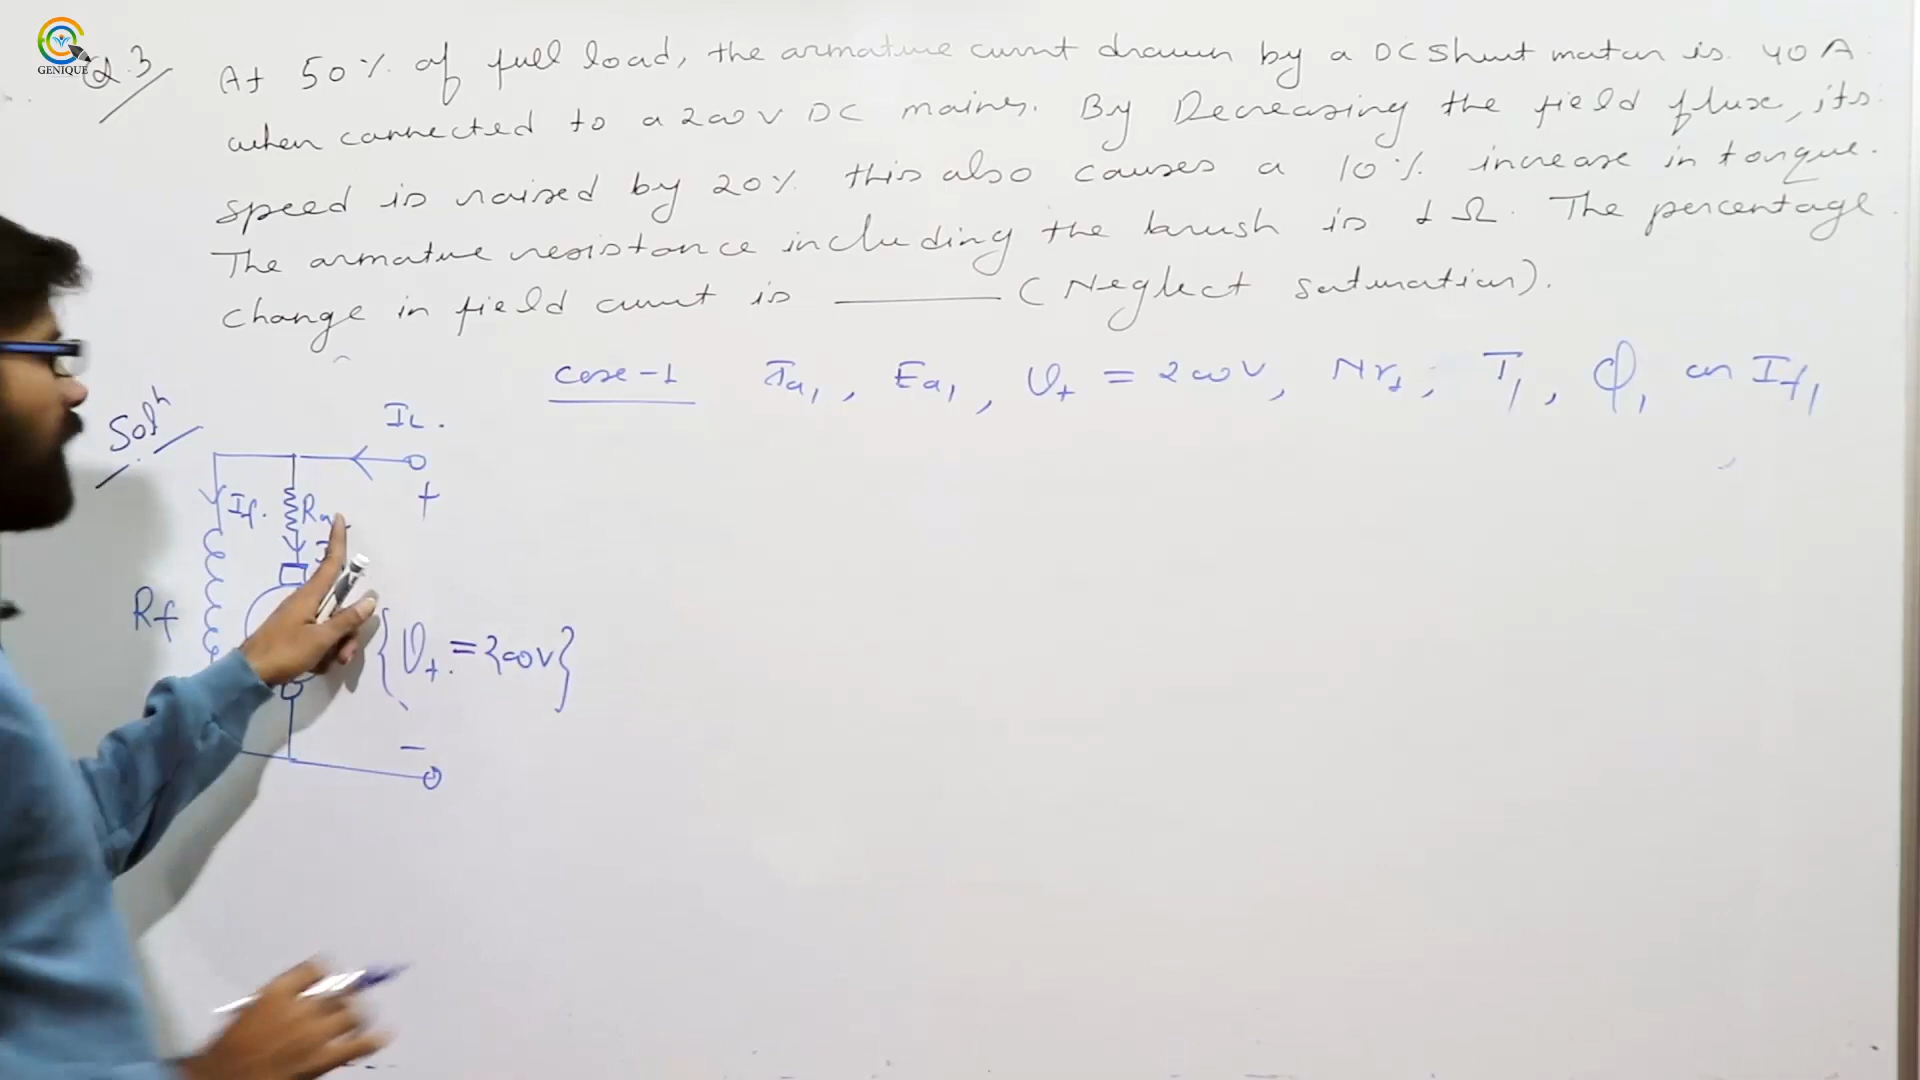 GENIQUE
Q.3 At 50% of full load, the armature current drawn by a DC shunt motor is 40 A
when connected to a 200V DC mains. By Decreasing the field flux, its
speed is raised by 20% this also causes a 10% increase in torque.
The armature resistance including the brush is 1 Ω. The percentage
change in field current is ______ (Neglect saturation).
case-1 Ia1, Ea1, Vt = 200V, Nr1, T1, φ1 or If1
Solⁿ
IL.
+
If. Ra
Rf
{Vt = 200V}
-